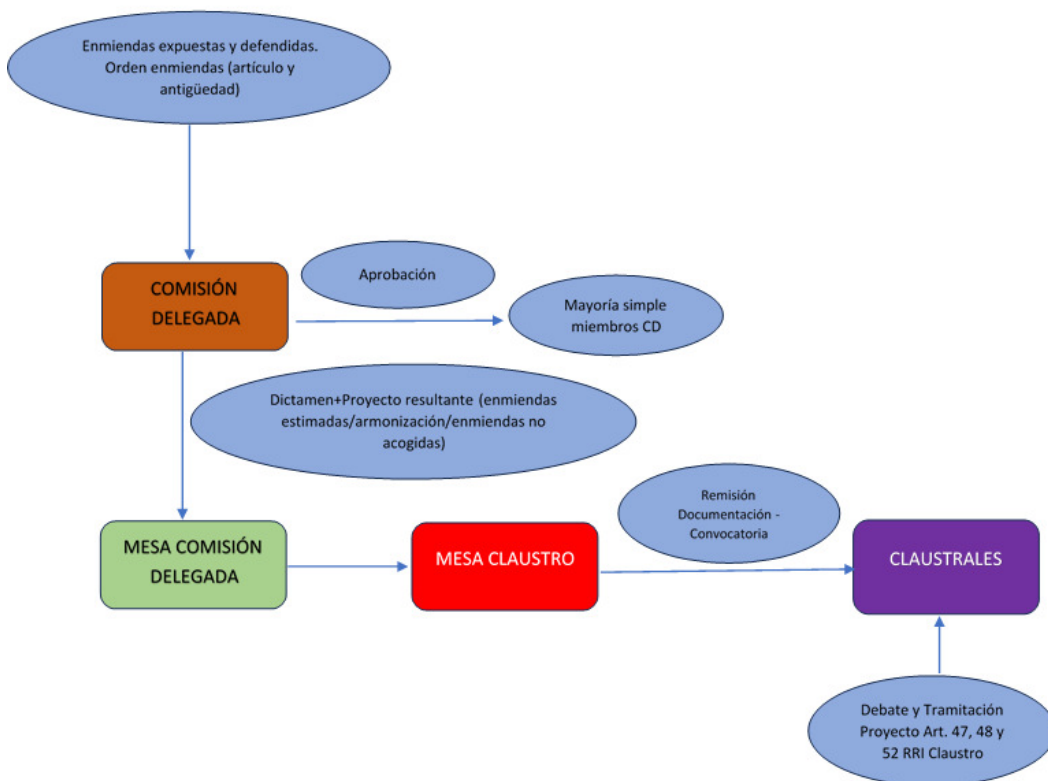 Enmiendas expuestas y defendidas.
Orden enmiendas (artículo y
antigüedad)
COMISIÓN
DELEGADA
Aprobación
Mayoría simple
miembros CD
Dictamen+Proyecto resultante (enmiendas
estimadas/armonización/enmiendas no
acogidas)
MESA COMISIÓN
DELEGADA
MESA CLAUSTRO
Remisión
Documentación -
Convocatoria
CLAUSTRALES
Debate y Tramitación
Proyecto Art. 47, 48 y
52 RRI Claustro